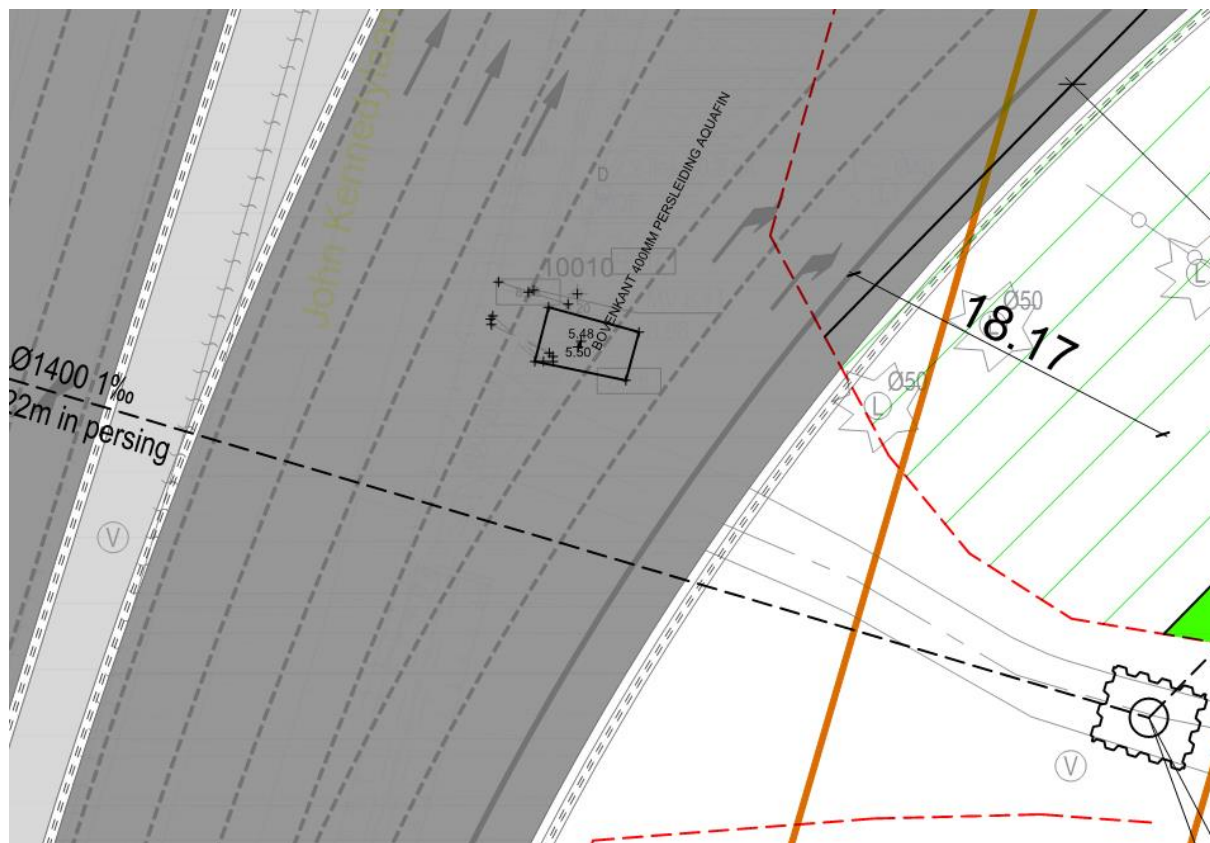 John Kennedylaan
BOVENKANT 400MM PERSLEIDING AQUAFIN
D
10010
5.48
5.50
Ø1400 1‰
22m in persing
18.17
Ø50
L
Ø50
L
L
V
V